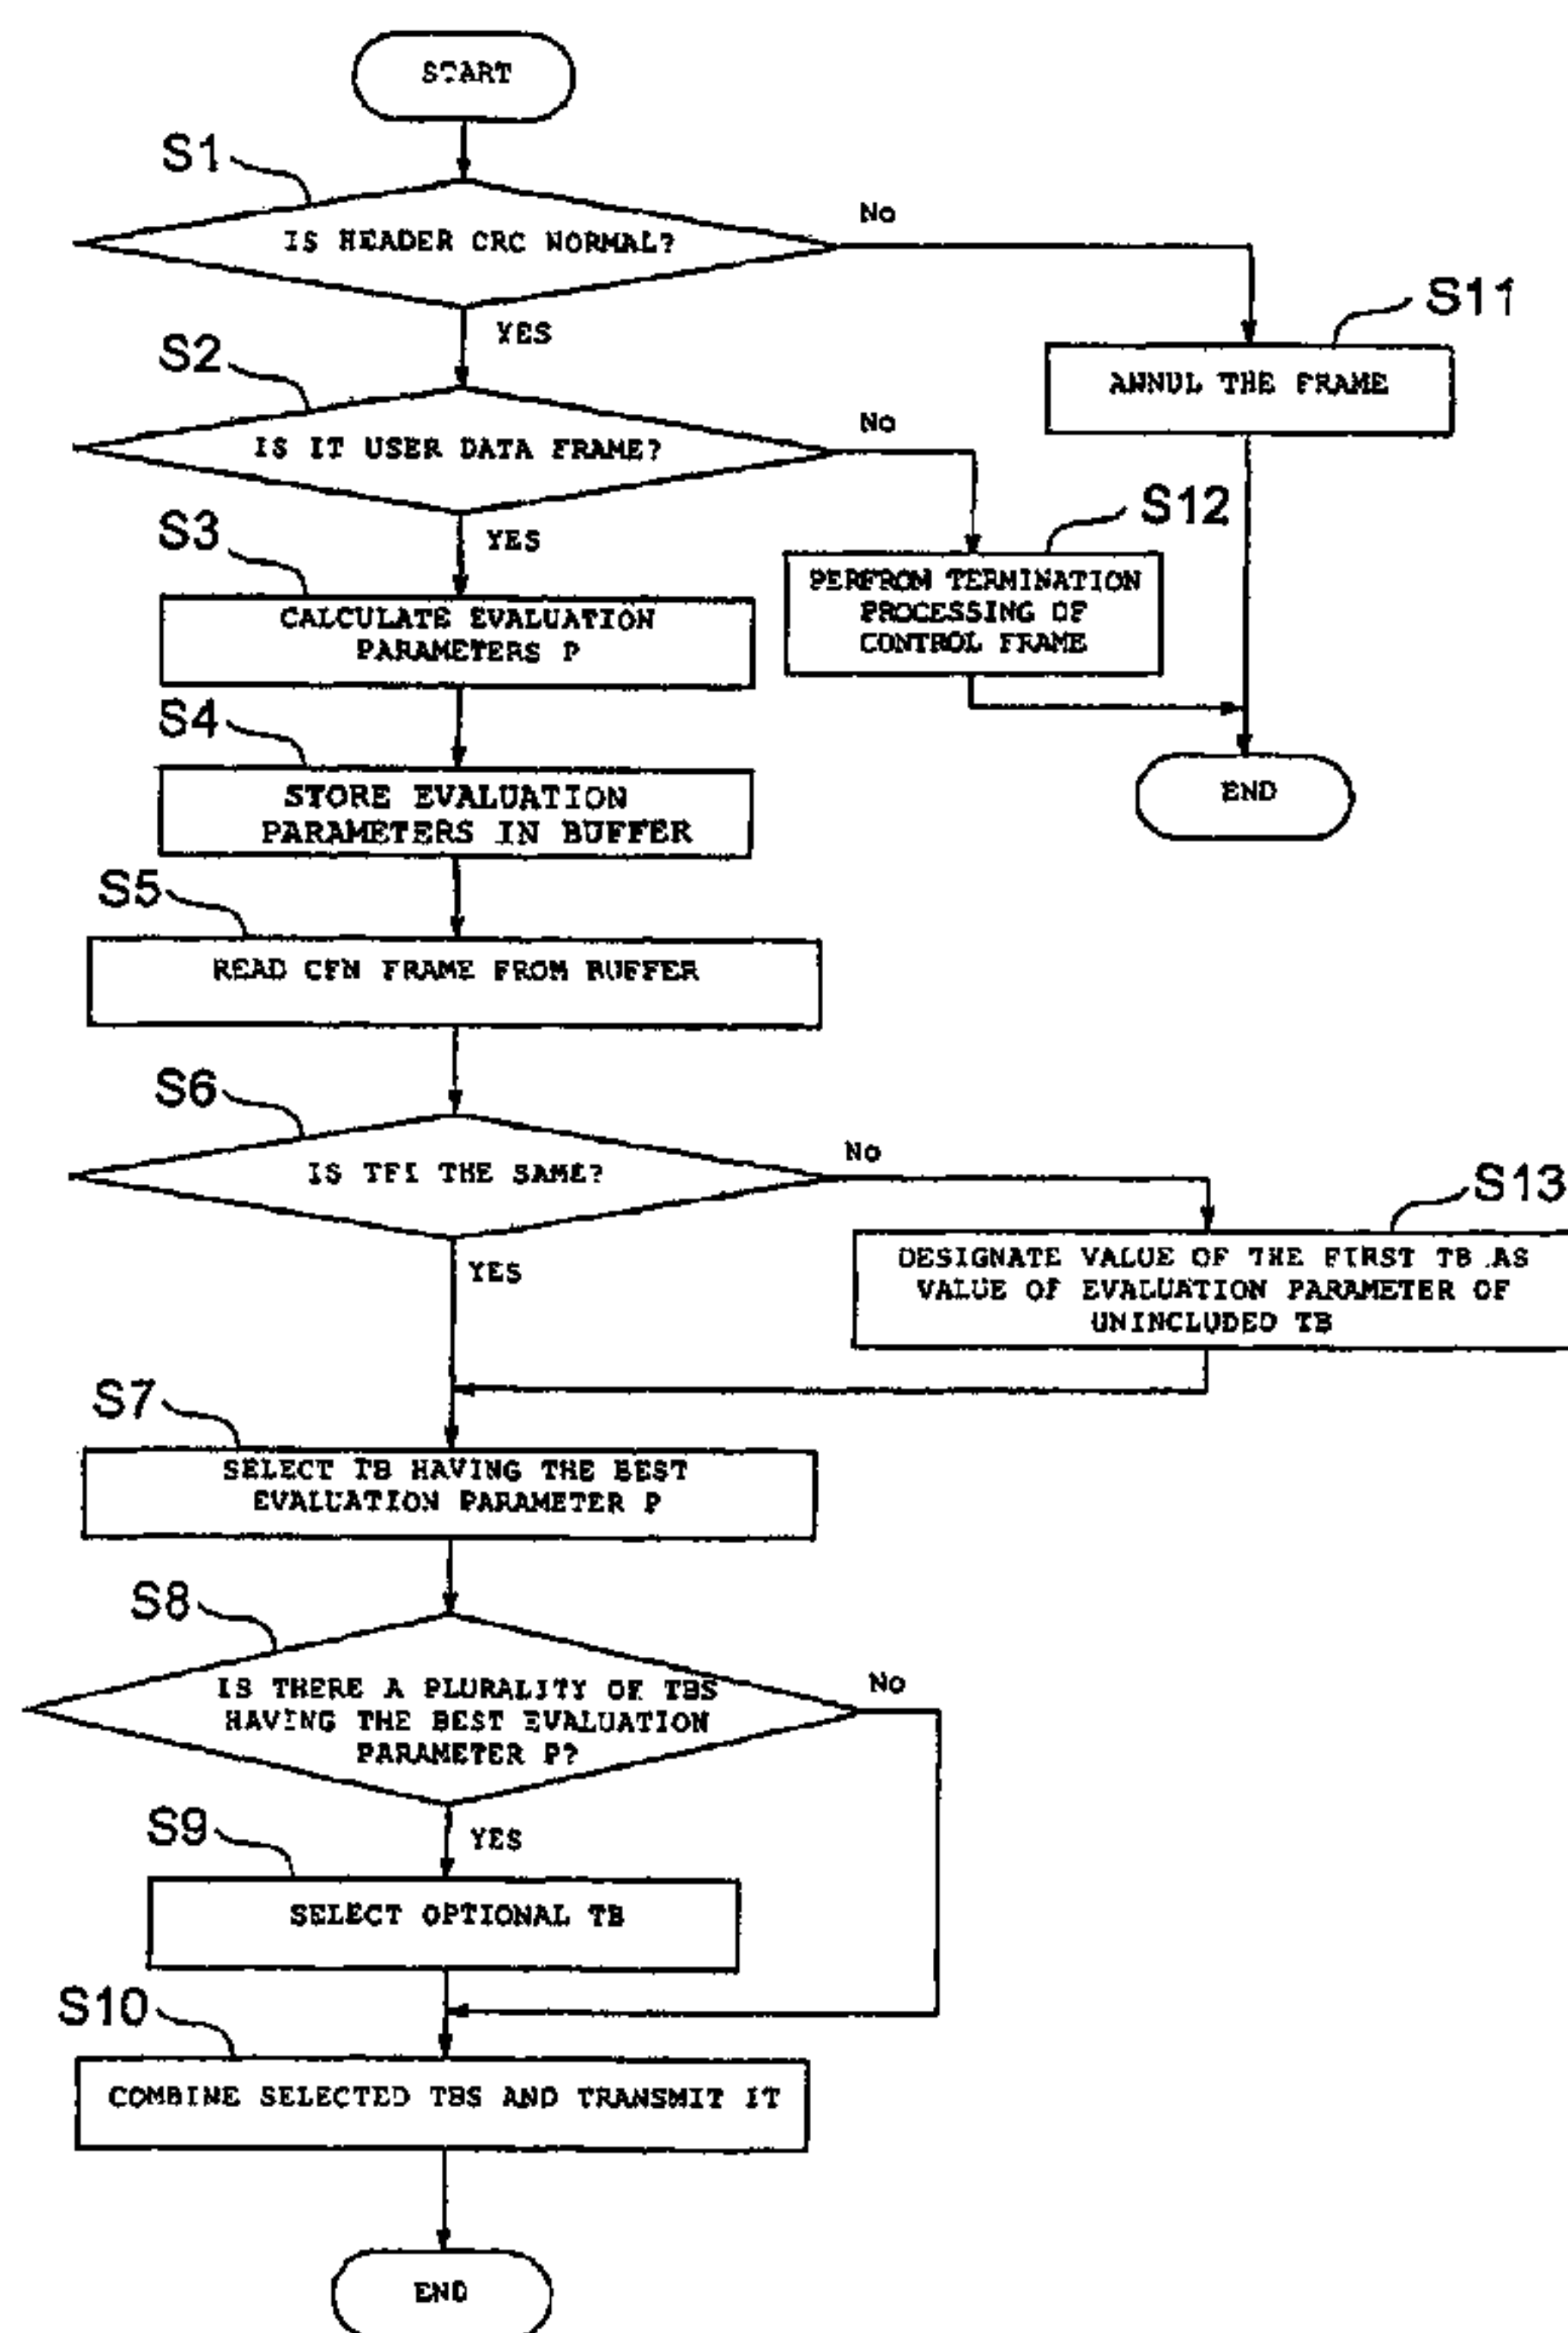 START
S1
IS HEADER CRC NORMAL?
No
YES
S11
ANNUL THE FRAME
S2
IS IT USER DATA FRAME?
No
YES
S12
PERFROM TERMINATION
PROCESSING OF
CONTROL FRAME
END
S3
CALCULATE EVALUATION
PARAMETERS P
S4
STORE EVALUATION
PARAMETERS IN BUFFER
S5
READ CFN FRAME FROM BUFFER
S6
IS TFI THE SAME?
No
YES
S13
DESIGNATE VALUE OF THE FIRST TB AS
VALUE OF EVALUATION PARAMETER OF
UNINCLUDED TB
S7
SELECT TB HAVING THE BEST
EVALUATION PARAMETER P
S8
IS THERE A PLURALITY OF TBS
HAVING THE BEST EVALUATION
PARAMETER P?
No
YES
S9
SELECT OPTIONAL TB
S10
COMBINE SELECTED TBS AND TRANSMIT IT
END